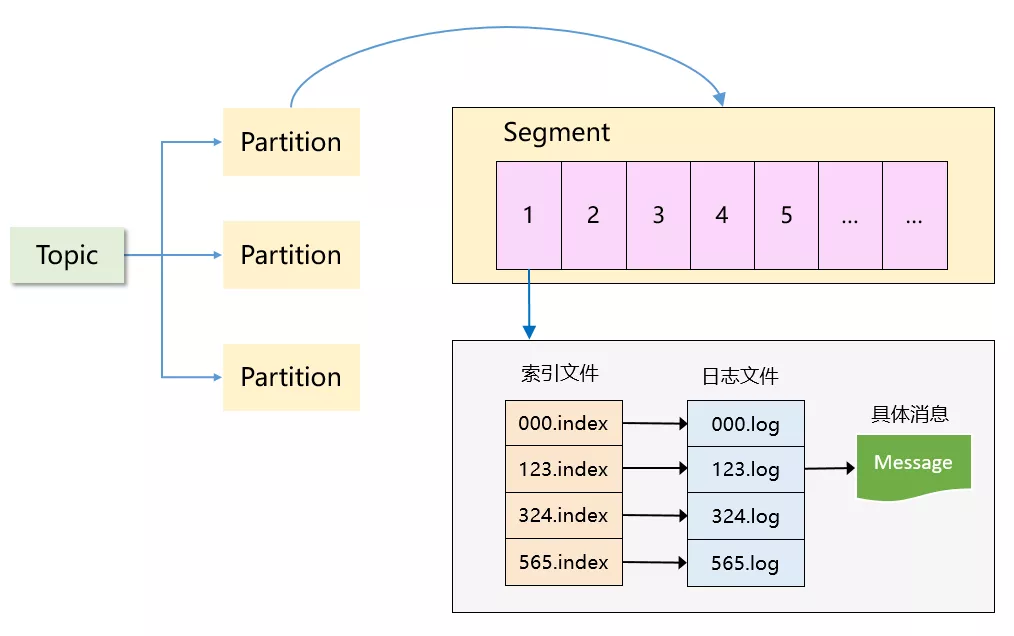 Topic
Partition
Partition
Partition
Segment
1 2 3 4 5 ... ...
索引文件
000.index
123.index
324.index
565.index
日志文件
000.log
123.log
324.log
565.log
具体消息
Message